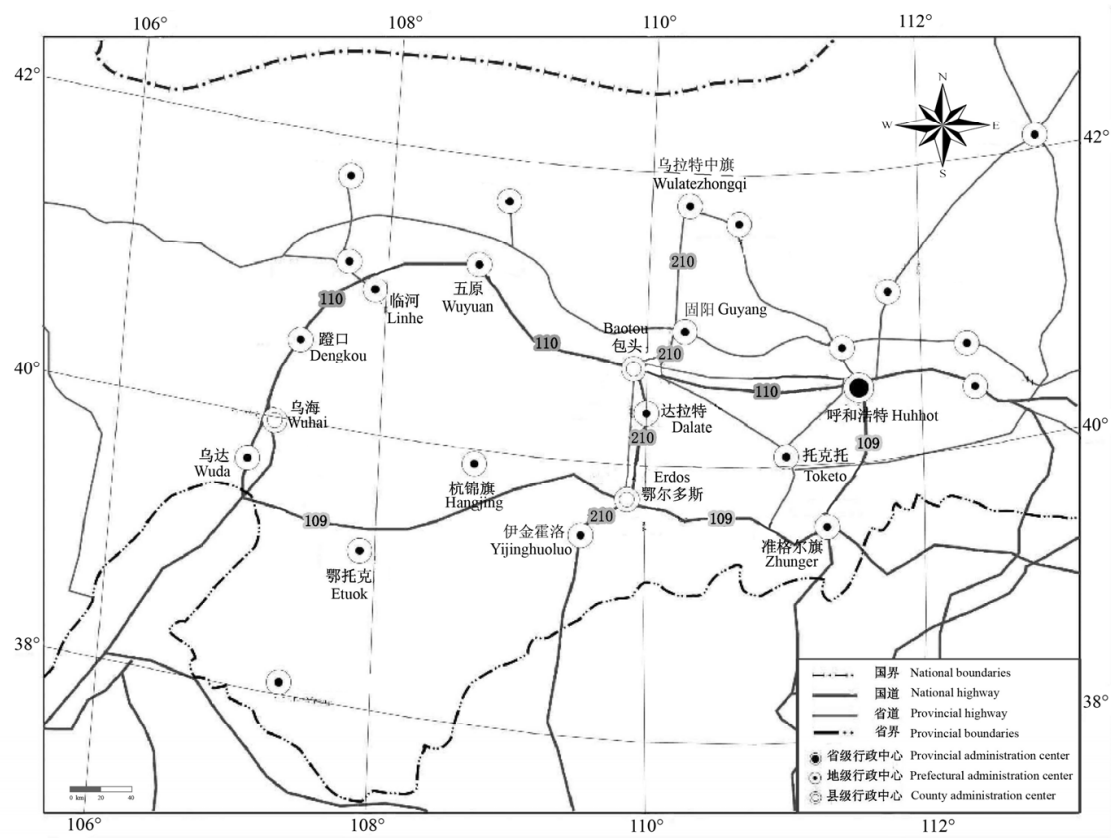 106°
108°
110°
112°
42°
N
W
E
S
42°
乌拉特中旗
Wulatezhongqi
210
110
临河
Linhe
五原
Wuyuan
固阳 Guyang
Baotou
包头
210
110
蹬口
Dengkou
40°
110
乌海
Wuhai
达拉特
Dalate
呼和浩特 Huhhot
40°
210
109
乌达
Wuda
杭锦旗
Hangjing
托克托
Toketo
Erdos
鄂尔多斯
109
210
109
伊金霍洛
Yijinghuoluo
准格尔旗
Zhunger
鄂托克
Etuok
38°
38°
国界 National boundaries
国道 National highway
省道 Provincial highway
省界 Provincial boundaries
省级行政中心 Provincial administration center
地级行政中心 Prefectural administration center
县级行政中心 County administration center
0 km 20 40
106°
108°
110°
112°